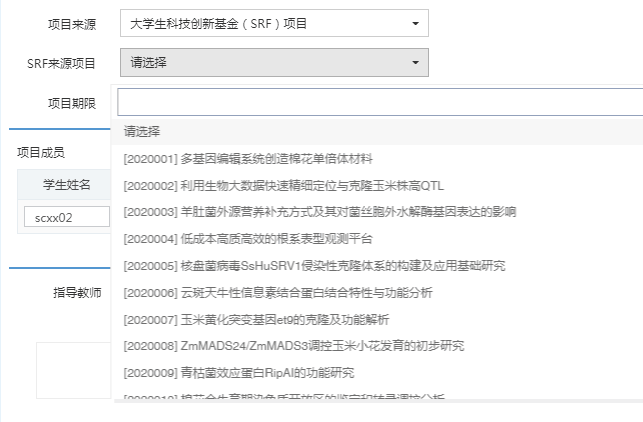 项目来源 大学生科技创新基金（SRF）项目
SRF来源项目 请选择
项目期限
请选择
项目成员
[2020001] 多基因编辑系统创造棉花单倍体材料
学生姓名
[2020002] 利用生物大数据快速精细定位与克隆玉米株高QTL
scxx02
[2020003] 羊肚菌外源营养补充方式及其对菌丝胞外水解酶基因表达的影响
[2020004] 低成本高质高效的根系表型观测平台
[2020005] 核盘菌病毒SsHuSRV1侵染性克隆体系的构建及应用基础研究
指导教师
[2020006] 云斑天牛性信息素结合蛋白结合特性与功能分析
[2020007] 玉米黄化突变基因et9的克隆及功能解析
[2020008] ZmMADS24/ZmMADS3调控玉米小花发育的初步研究
[2020009] 青枯菌效应蛋白RipAI的功能研究